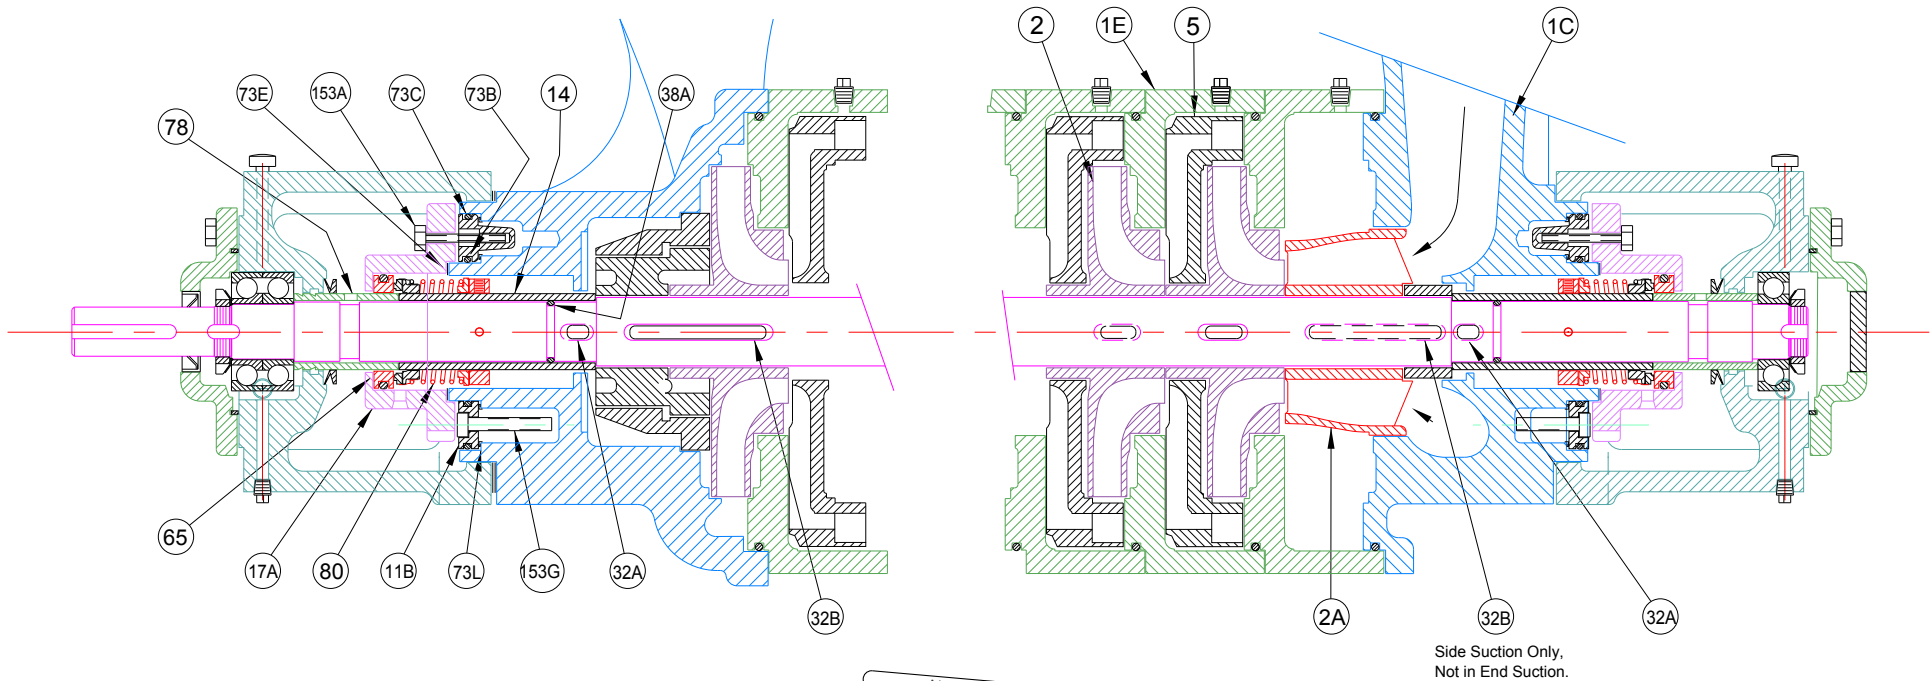 2
1E
5
1C
73E
153A
73C
73B
14
38A
78
65
17A
80
11B
73L
153G
32A
32B
2A
32B
32A
Side Suction Only,
Not in End Suction.